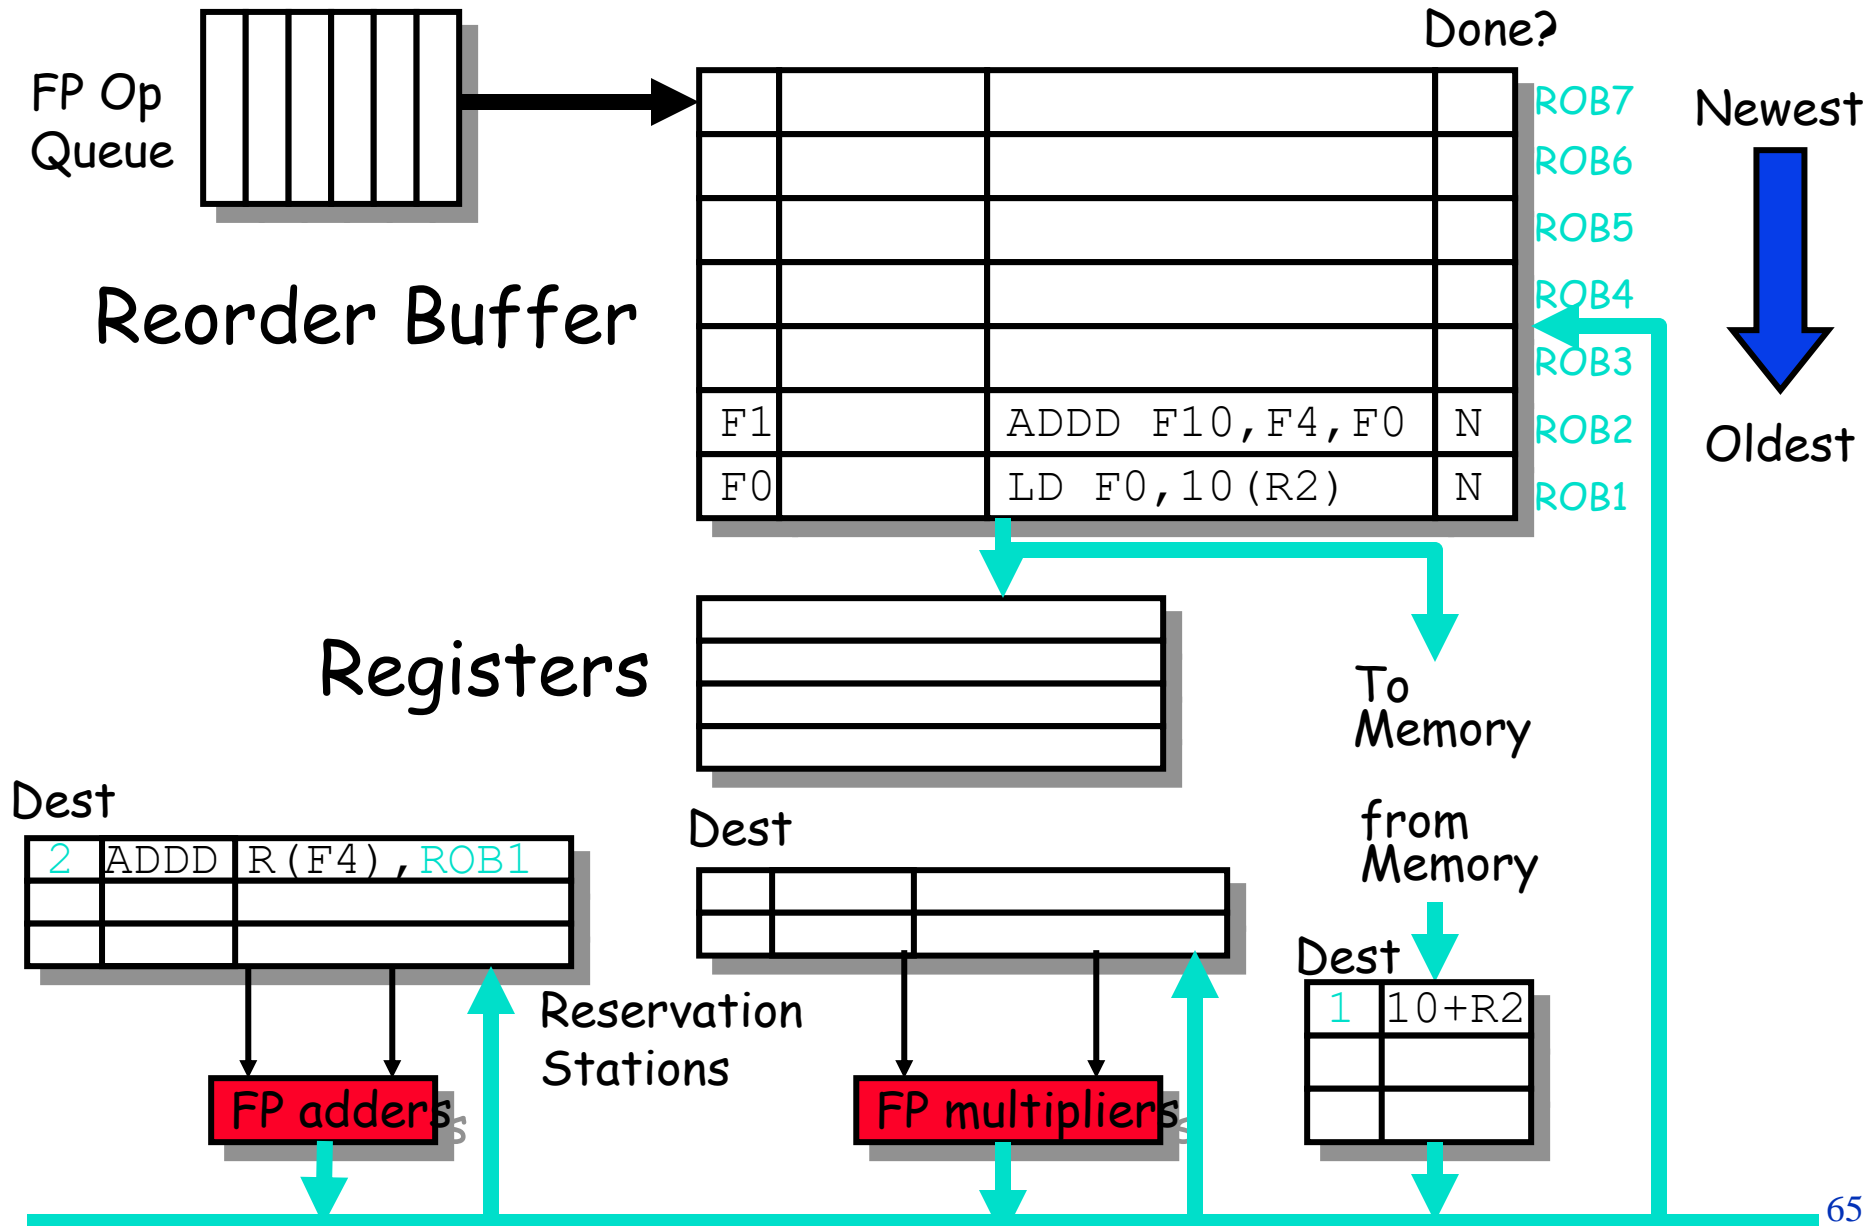 Done?
FP Op
Queue
ROB7
Newest
ROB6
ROB5
Reorder Buffer
ROB4
ROB3
F1 ADDD F10,F4,F0 N ROB2
Oldest
F0 LD F0,10(R2) N ROB1
Registers
To
Memory
Dest
2 ADDD R(F4),ROB1
Dest
from
Memory
Dest
1 10+R2
Reservation
Stations
FP adders
FP multipliers
65